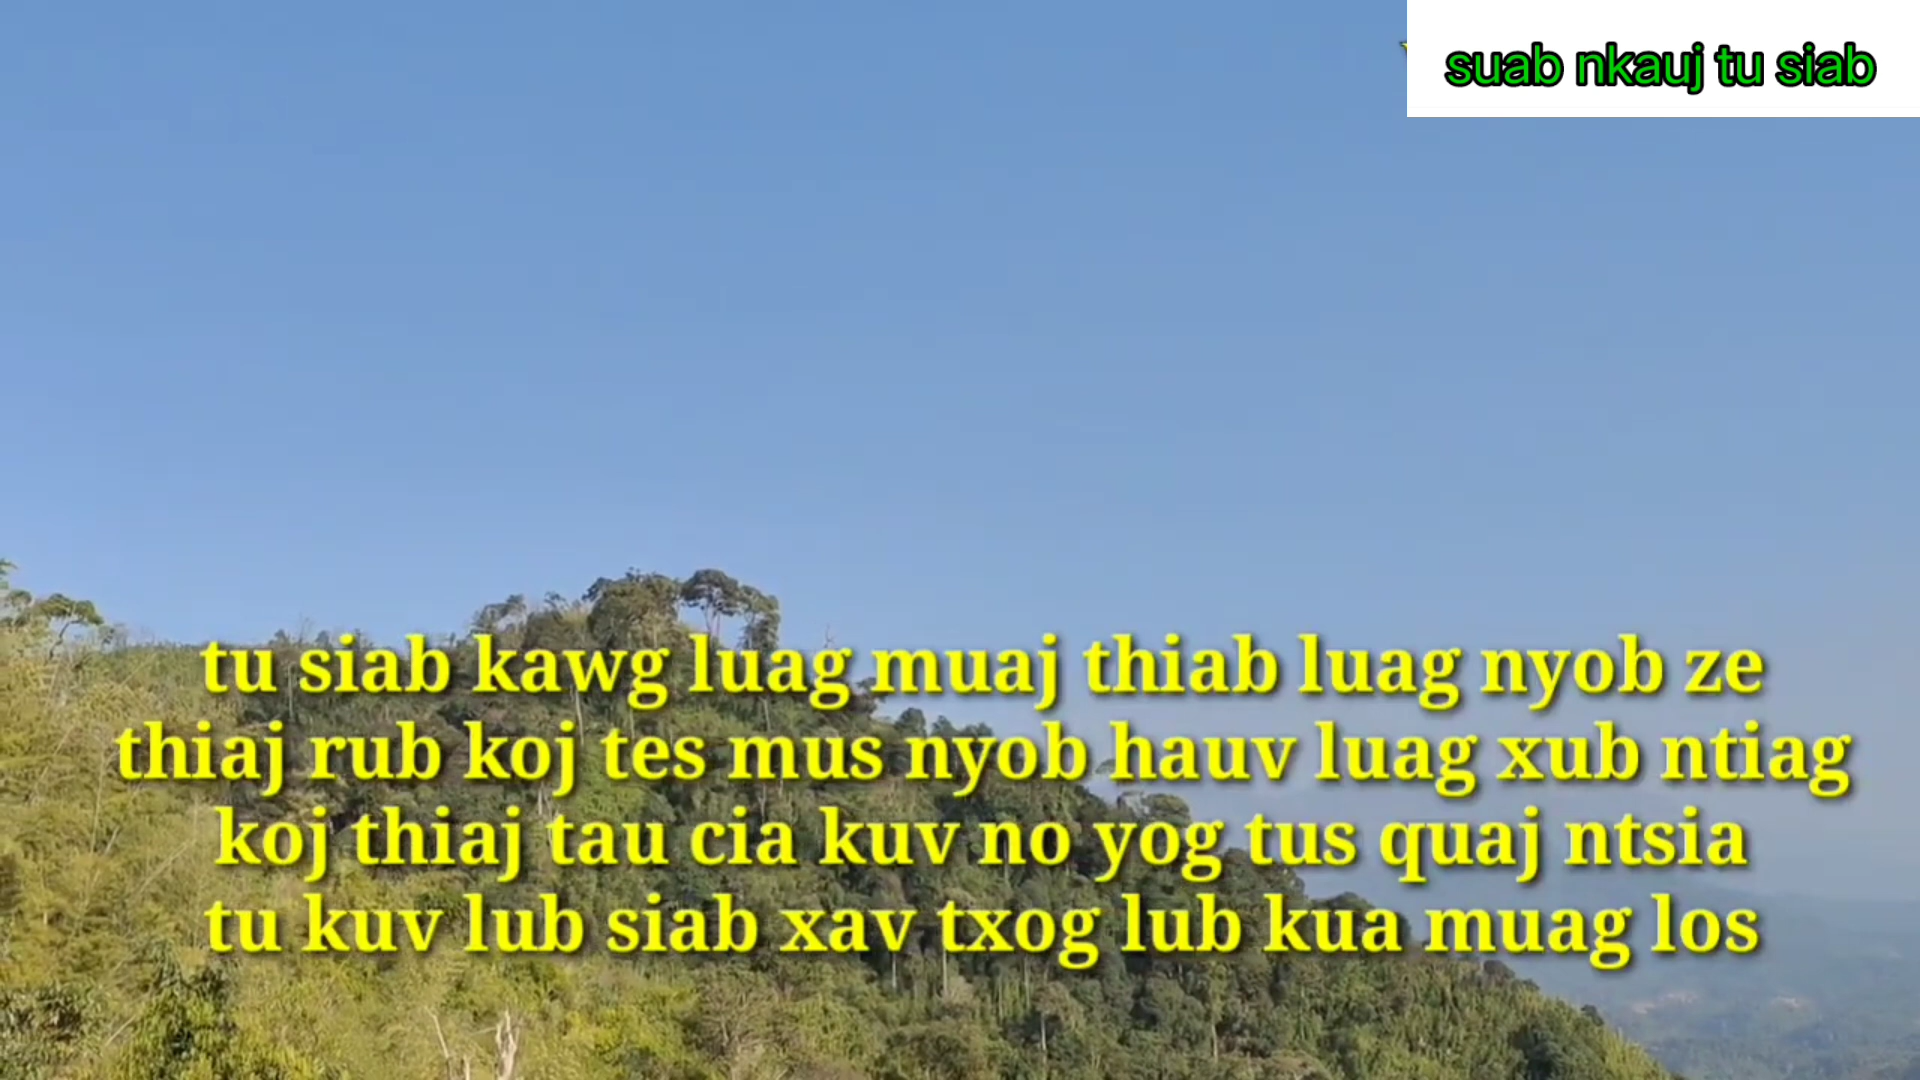 suab nkauj tu siab
tu siab kawg luag muaj thiab luag nyob ze
thiaj rub koj tes mus nyob hauv luag xub ntiag
koj thiaj tau cia kuv no yog tus quaj ntsia
tu kuv lub siab xav txog lub kua muag los